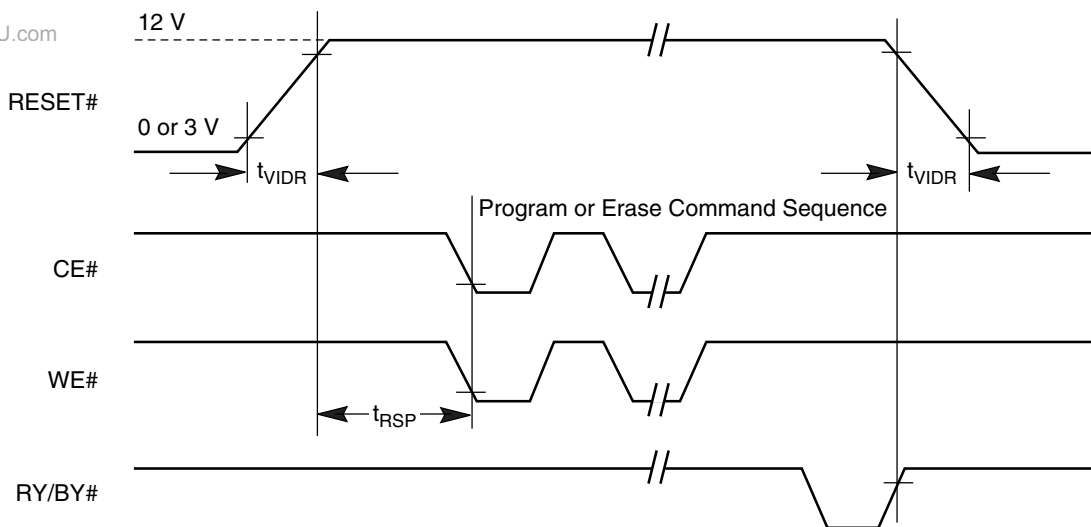 J.com
12 V
RESET#
0 or 3 V
tVIDR
tVIDR
Program or Erase Command Sequence
CE#
WE#
tRSP
RY/BY#